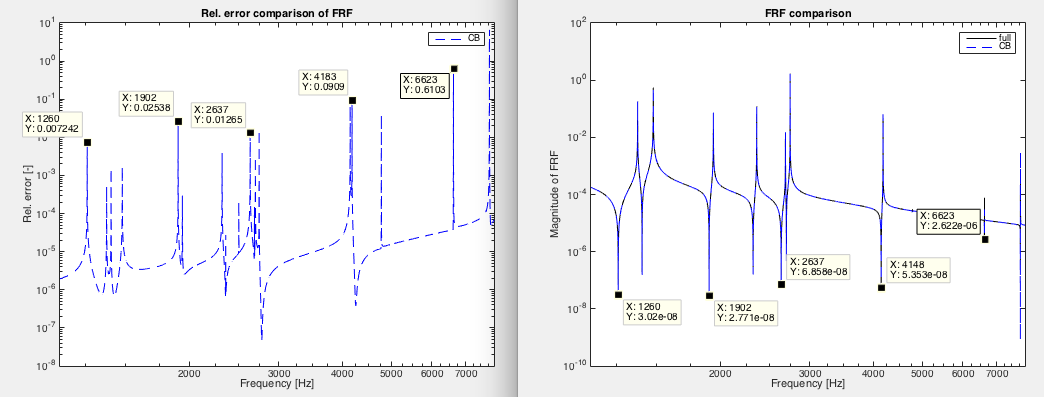 Rel. error comparison of FRF
CB
10^1
10^0
10^-1
10^-2
10^-3
10^-4
10^-5
10^-6
10^-7
10^-8
Rel. error [-]
X: 1260
Y: 0.007242
X: 1902
Y: 0.02538
X: 2637
Y: 0.01265
X: 4183
Y: 0.0909
X: 6623
Y: 0.6103
2000 3000 4000 5000 6000 7000
Frequency [Hz]
FRF comparison
full
CB
10^2
10^0
10^-2
10^-4
10^-6
10^-8
10^-10
Magnitude of FRF
X: 1260
Y: 3.02e-08
X: 1902
Y: 2.771e-08
X: 2637
Y: 6.858e-08
X: 4148
Y: 5.353e-08
X: 6623
Y: 2.622e-06
2000 3000 4000 5000 6000 7000
Frequency [Hz]